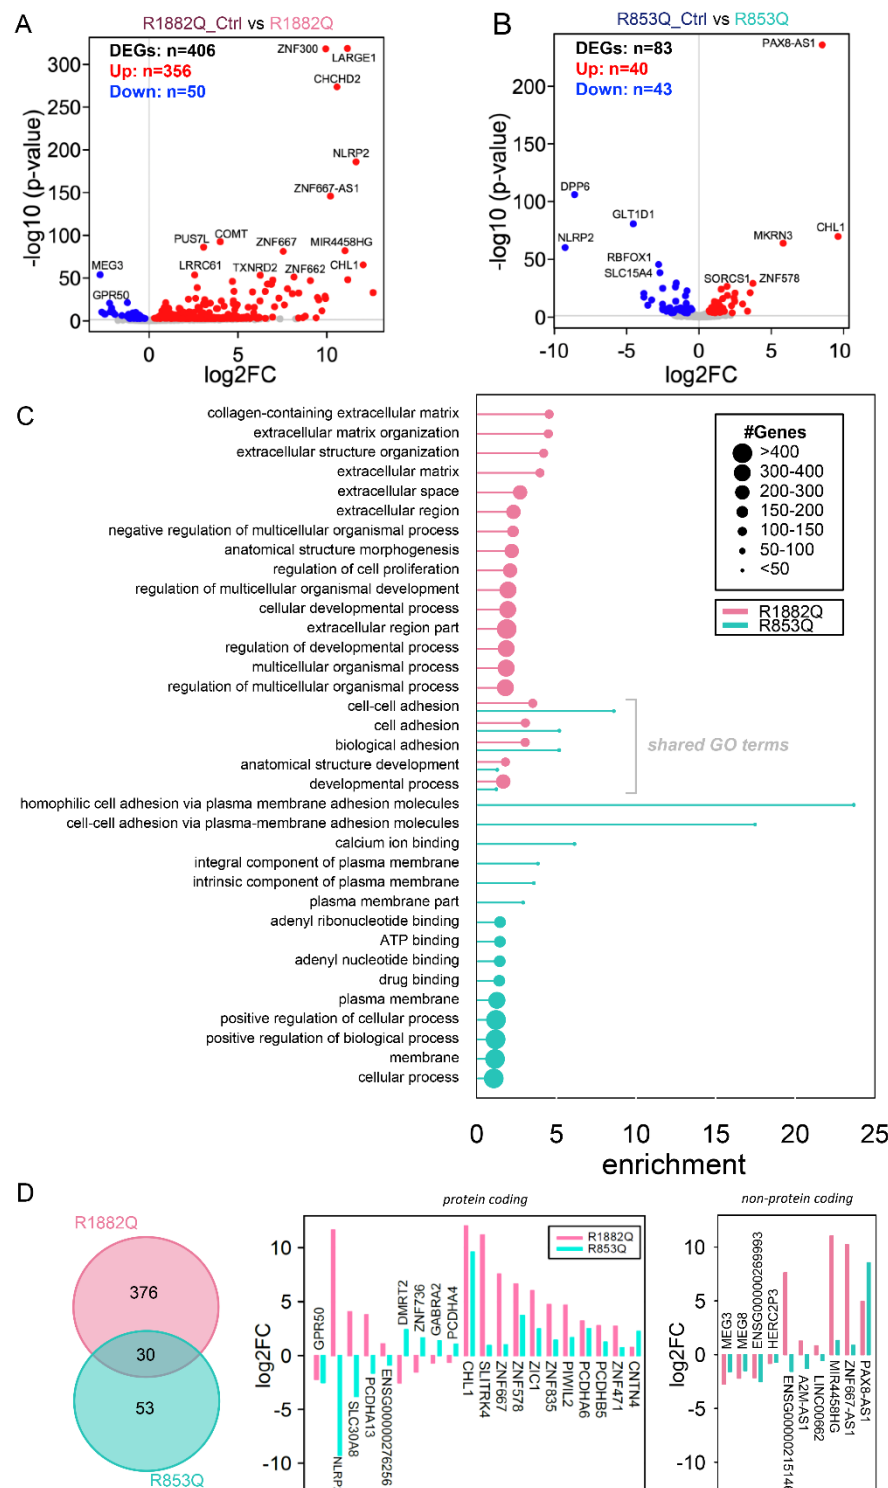 A
R1882Q_Ctrl vs R1882Q
DEGs: n=406
Up: n=356
Down: n=50
ZNF300
LARGE1
CHCHD2
NLRP2
ZNF667-AS1
PUS7L
COMT
ZNF667
MIR4458HG
MEG3
LRRC61
TXNRD2
ZNF662
CHL1
GPR50
-log10 (p-value)
300
250
200
150
100
50
0
0
5
10
log2FC
B
R853Q_Ctrl vs R853Q
DEGs: n=83
Up: n=40
Down: n=43
PAX8-AS1
DPP6
GLT1D1
NLRP2
RBFOX1
SLC15A4
MKRN3
CHL1
SORCS1
ZNF578
-log10 (p-value)
200
150
100
50
0
-10
-5
0
5
10
log2FC
C
collagen-containing extracellular matrix
extracellular matrix organization
extracellular structure organization
extracellular matrix
extracellular space
extracellular region
negative regulation of multicellular organismal process
anatomical structure morphogenesis
regulation of cell proliferation
regulation of multicellular organismal development
cellular developmental process
extracellular region part
regulation of developmental process
multicellular organismal process
regulation of multicellular organismal process
cell-cell adhesion
cell adhesion
biological adhesion
anatomical structure development
developmental process
homophilic cell adhesion via plasma membrane adhesion molecules
cell-cell adhesion via plasma-membrane adhesion molecules
calcium ion binding
integral component of plasma membrane
intrinsic component of plasma membrane
plasma membrane part
adenyl ribonucleotide binding
ATP binding
adenyl nucleotide binding
drug binding
plasma membrane
positive regulation of cellular process
positive regulation of biological process
membrane
cellular process
#Genes
>400
300-400
200-300
150-200
100-150
50-100
<50
R1882Q
R853Q
shared GO terms
0
5
10
15
20
25
enrichment
D
R1882Q
376
30
53
R853Q
protein coding
R1882Q
R853Q
log2FC
10
5
0
-5
-10
GPR50
NLRP
SLC30A8
PCDHA13
ENSG00000276256
DMRT2
ZNF736
GABRA2
PCDHA4
CHL1
SLITRK4
ZNF667
ZNF578
ZIC1
ZNF835
PIWIL2
PCDHA6
PCDHB5
ZNF471
CNTN4
non-protein coding
log2FC
10
5
0
-5
-10
MEG3
MEG8
ENSG00000269993
HERC2P3
ENSG0000021514
A2M-AS1
LINC00662
MIR4458HG
ZNF667-AS1
PAX8-AS1